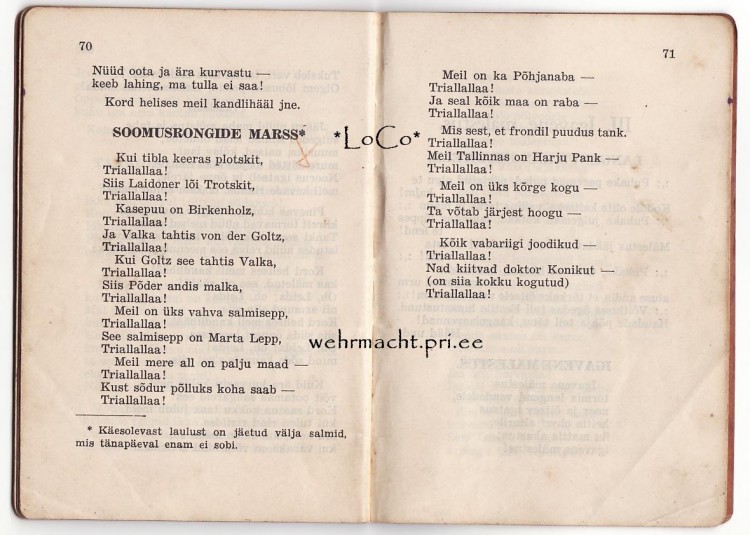 70
Nüüd oota ja ära kurvastu —
keeb lahing, ma tulla ei saa!
Kord helises meil kandlihääl jne.
SOOMUSRONGIDE MARSS*
Kui tibla keeras plotskit,
Triallallaa!
Siis Laidoner lõi Trotskit,
Triallallaa!
Kasepuu on Birkenholz,
Triallallaa!
Ja Valka tahtis von der Goltz,
Triallallaa!
Kui Goltz see tahtis Valka,
Triallallaa!
Siis Põder andis malka,
Triallallaa!
Meil on üks vahva salmisepp —
Triallallaa!
See salmisepp on Marta Lepp,
Triallallaa!
Meil mere all on palju maad —
Triallallaa!
Kust sõdur põlluks koha saab —
Triallallaa!
* Käesolevast laulust on jäetud välja salmid,
mis tänapäeval enam ei sobi.
71
Meil on ka Põhjanaba —
Triallallaa!
Ja seal kõik maa on raba —
Triallallaa!
Mis sest, et frondil puudus tank.
Triallallaa!
Meil Tallinnas on Harju Pank —
Triallallaa!
Meil on üks kõrge kogu —
Triallallaa!
Ta võtab järjest hoogu —
Triallallaa!
Kõik vabariigi joodikud —
Triallallaa!
Nad kiitvad doktor Konikut —
(on siia kokku kogutud)
Triallallaa!
*LoCo*
wehrmacht.pri.ee